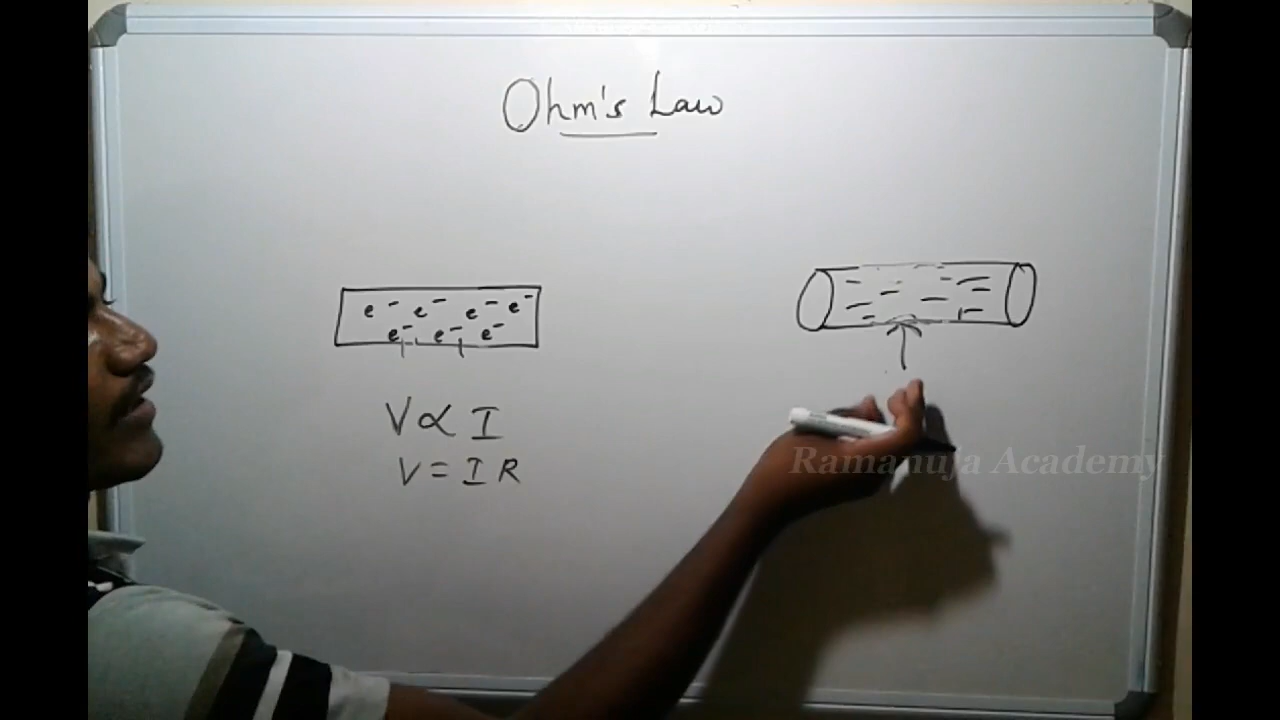 Ohm's Law
e⁻ e⁻ e⁻ e⁻
e⁻ e⁻ e⁻
V ∝ I
V = I R
Ramanuja Academy